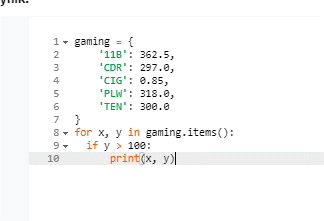 1 gaming = {
2     '11B': 362.5,
3     'CDR': 297.0,
4     'CIG': 0.85,
5     'PLW': 318.0,
6     'TEN': 300.0
7 }
8 for x, y in gaming.items():
9   if y > 100:
10      print(x, y)